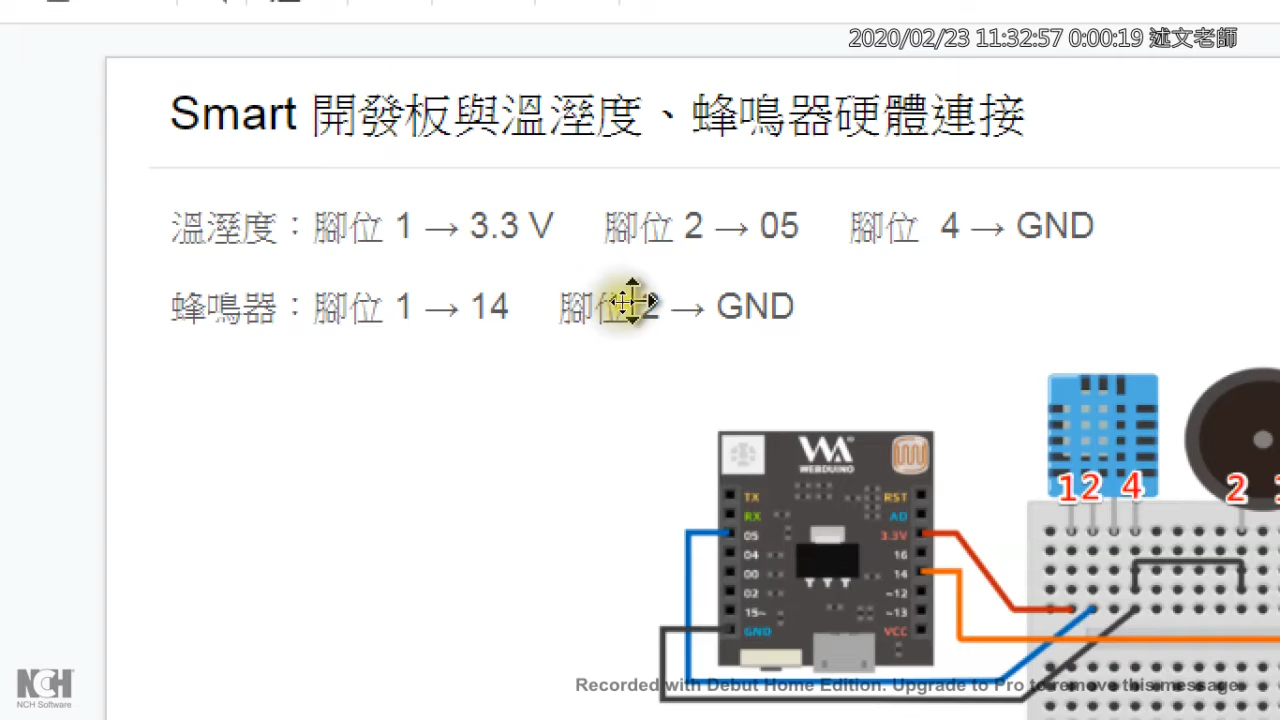 2020/02/23 11:32:57 0:00:19 述文老師
Smart 開發板與溫溼度、蜂鳴器硬體連接
溫溼度：腳位 1 → 3.3 V 腳位 2 → 05 腳位 4 → GND
蜂鳴器：腳位 1 → 14 腳位 2 → GND
WEBDUINO
TX RST
RX AD
05 3.3V
04 16
00 14
02 ~12
15~ ~13
GND VCC
1 2 4 2
NCH
NCH Software
Recorded with Debut Home Edition. Upgrade to Pro to remove this message.